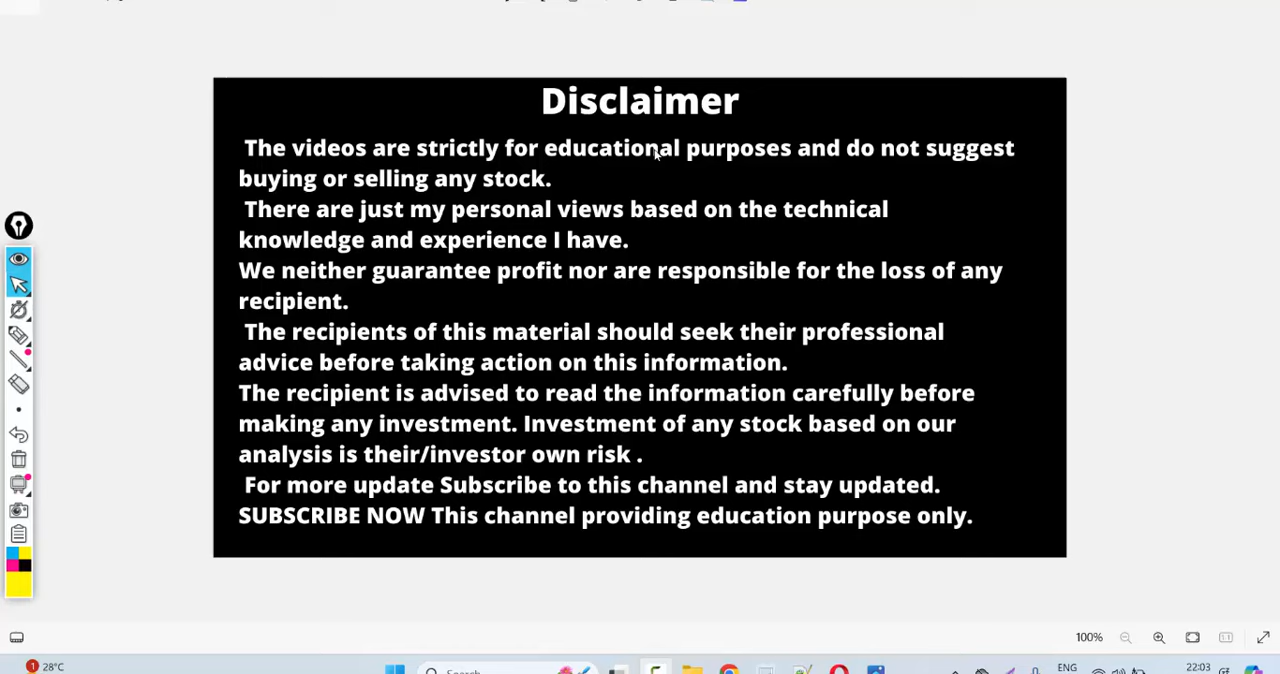 Disclaimer
The videos are strictly for educational purposes and do not suggest
buying or selling any stock.
There are just my personal views based on the technical
knowledge and experience I have.
We neither guarantee profit nor are responsible for the loss of any
recipient.
The recipients of this material should seek their professional
advice before taking action on this information.
The recipient is advised to read the information carefully before
making any investment. Investment of any stock based on our
analysis is their/investor own risk .
For more update Subscribe to this channel and stay updated.
SUBSCRIBE NOW This channel providing education purpose only.
100%
1:1
1
28°C
Search
ENG
22:03